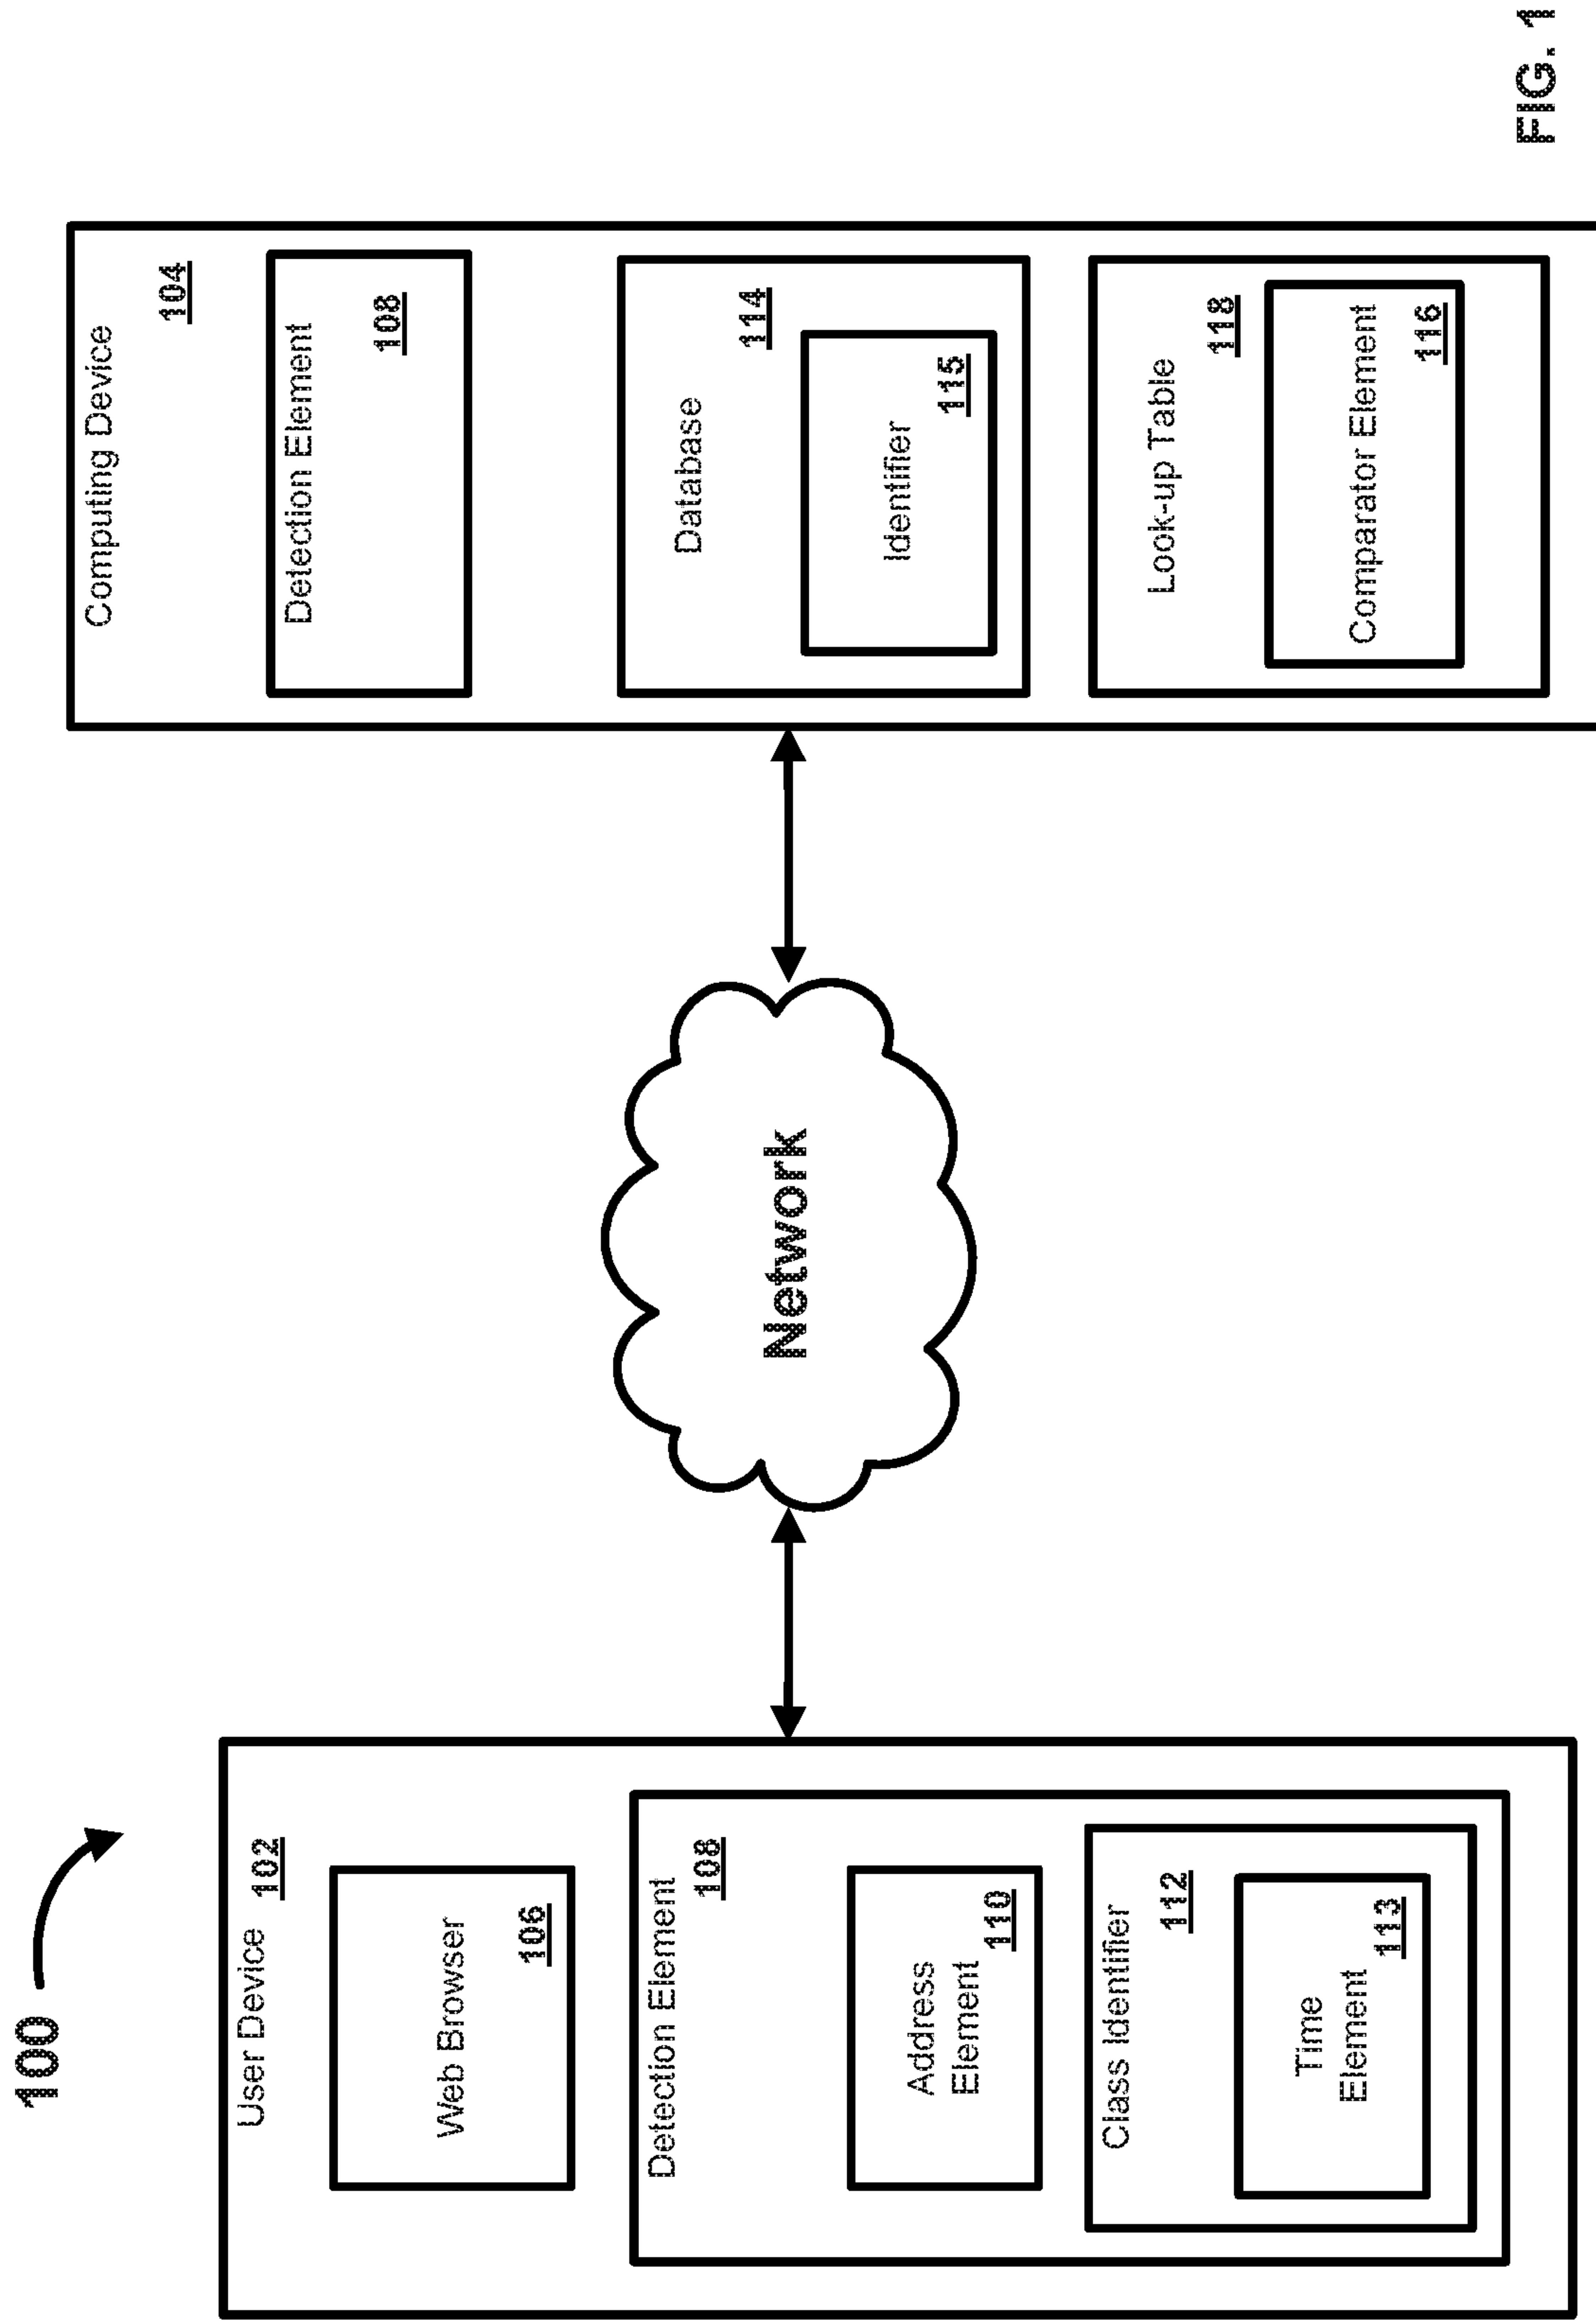 100
User Device
102
Web Browser
106
Detection Element
108
Address
Element
110
Class Identifier
112
Time
Element
113
Network
Computing Device
104
Detection Element
108
Database
114
Identifier
115
Look-up Table
118
Comparator Element
116
FIG. 1